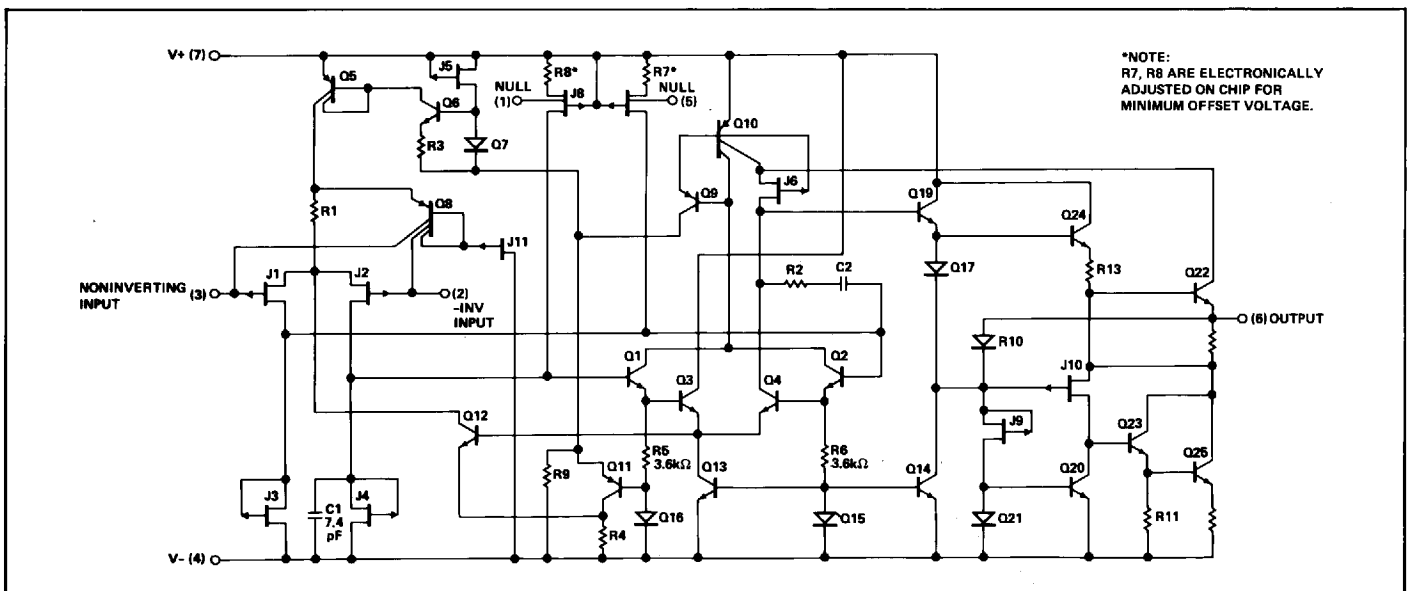 V+ (7)
Q5
J5
Q6
R3
Q7
R8*
NULL
(1)
J8
R7*
NULL
(5)
*NOTE:
R7, R8 ARE ELECTRONICALLY
ADJUSTED ON CHIP FOR
MINIMUM OFFSET VOLTAGE.
Q10
J6
Q9
Q19
Q24
R1
Q8
J11
Q17
R13
Q22
NONINVERTING
INPUT
(3)
J1
J2
(2)
-INV
INPUT
R2
C2
(6) OUTPUT
R10
J10
Q1
Q3
Q4
Q2
Q12
J9
Q23
Q25
R5
3.6kΩ
R6
3.6kΩ
R9
Q11
Q13
Q14
Q20
J3
C1
7.4
pF
J4
R4
Q16
Q15
Q21
R11
V- (4)